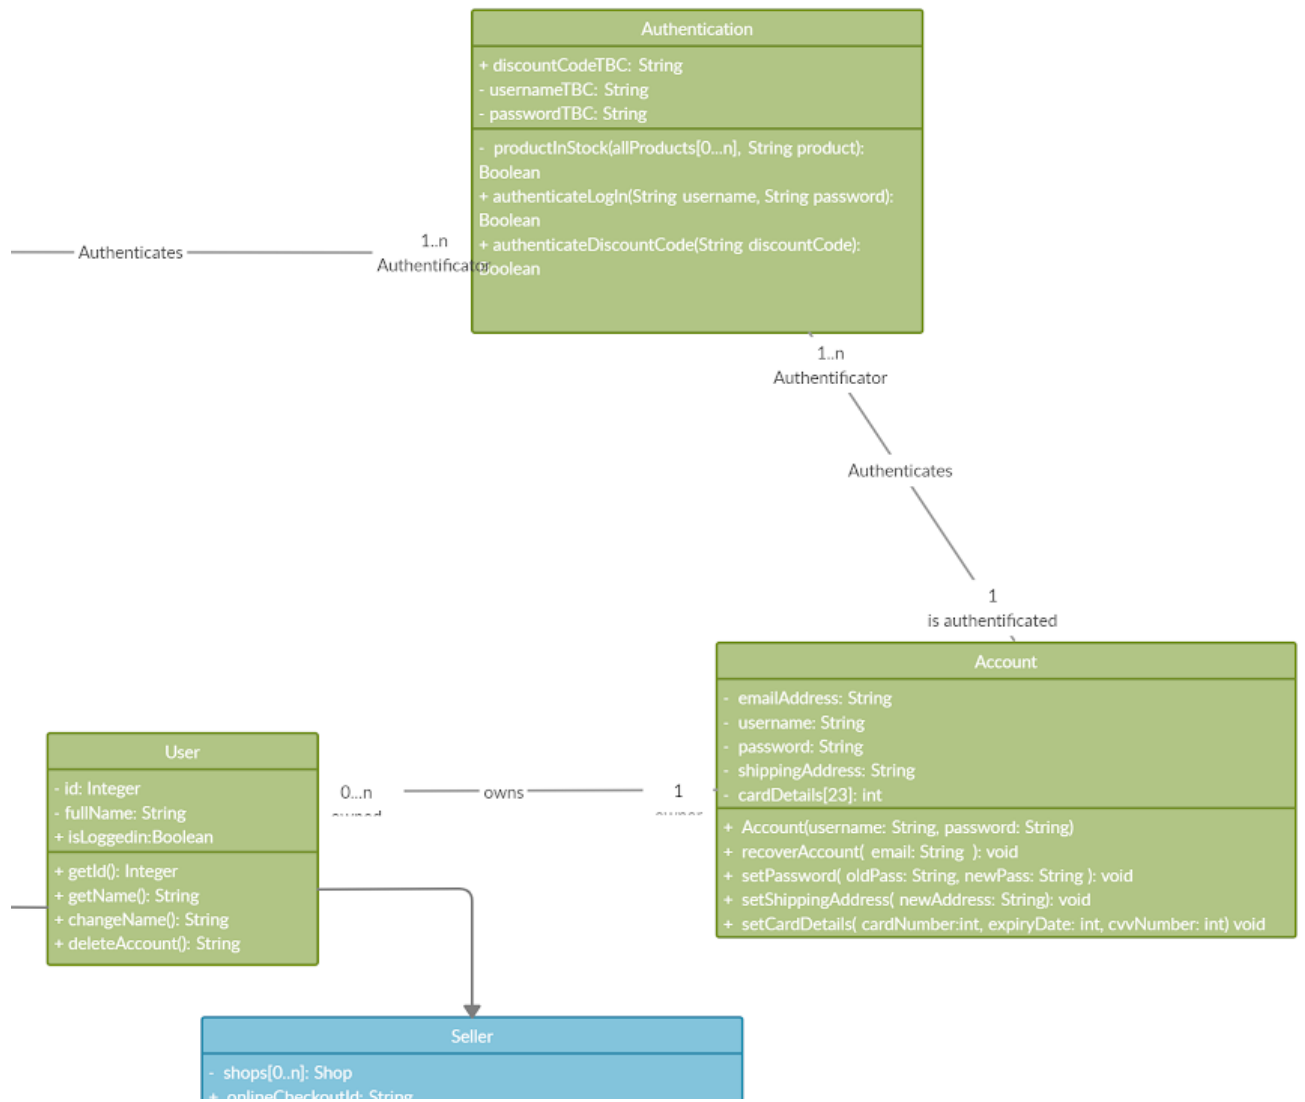 Authentication
+ discountCodeTBC: String
- usernameTBC: String
- passwordTBC: String
- productInStock(allProducts[0...n], String product):
Boolean
+ authenticateLogIn(String username, String password):
Boolean
+ authenticateDiscountCode(String discountCode):
Boolean
Authenticates
1..n
Authentificator
1..n
Authentificator
Authenticates
1
is authentificated
Account
- emailAddress: String
- username: String
- password: String
- shippingAddress: String
- cardDetails[23]: int
+ Account(username: String, password: String)
+ recoverAccount( email: String ): void
+ setPassword( oldPass: String, newPass: String ): void
+ setShippingAddress( newAddress: String): void
+ setCardDetails( cardNumber:int, expiryDate: int, cvvNumber: int) void
User
- id: Integer
- fullName: String
+ isLoggedin:Boolean
+ getId(): Integer
+ getName(): String
+ changeName(): String
+ deleteAccount(): String
0...n
owned
owns
1
owner
Seller
- shops[0..n]: Shop
+ onlineCheckoutId: String